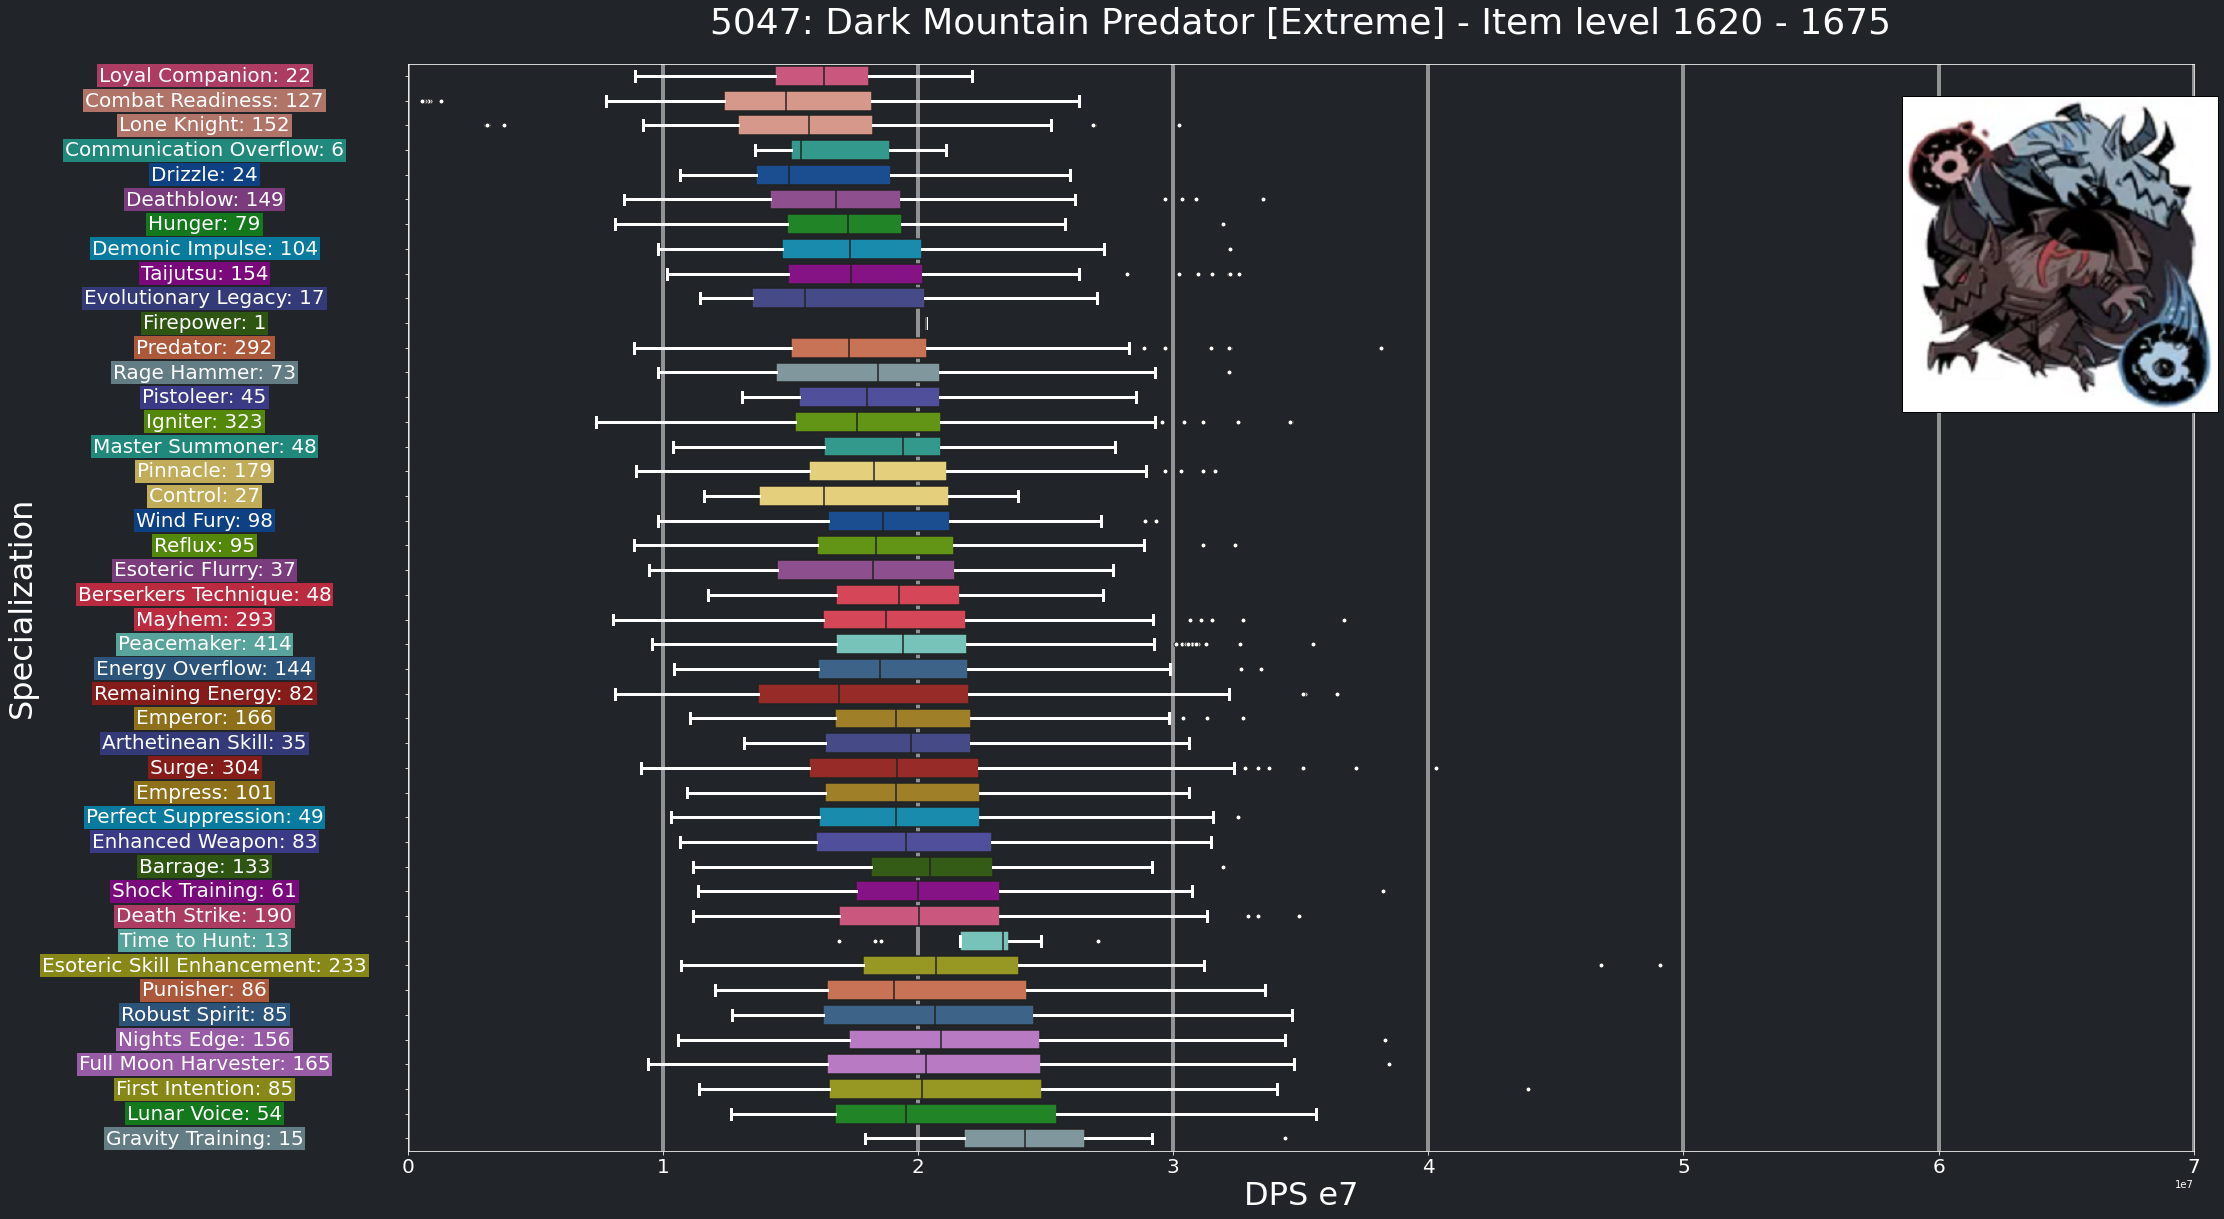 5047: Dark Mountain Predator [Extreme] - Item level 1620 - 1675
Specialization
Loyal Companion: 22
Combat Readiness: 127
Lone Knight: 152
Communication Overflow: 6
Drizzle: 24
Deathblow: 149
Hunger: 79
Demonic Impulse: 104
Taijutsu: 154
Evolutionary Legacy: 17
Firepower: 1
Predator: 292
Rage Hammer: 73
Pistoleer: 45
Igniter: 323
Master Summoner: 48
Pinnacle: 179
Control: 27
Wind Fury: 98
Reflux: 95
Esoteric Flurry: 37
Berserkers Technique: 48
Mayhem: 293
Peacemaker: 414
Energy Overflow: 144
Remaining Energy: 82
Emperor: 166
Arthetinean Skill: 35
Surge: 304
Empress: 101
Perfect Suppression: 49
Enhanced Weapon: 83
Barrage: 133
Shock Training: 61
Death Strike: 190
Time to Hunt: 13
Esoteric Skill Enhancement: 233
Punisher: 86
Robust Spirit: 85
Nights Edge: 156
Full Moon Harvester: 165
First Intention: 85
Lunar Voice: 54
Gravity Training: 15
0 1 2 3 4 5 6 7
1e7
DPS e7